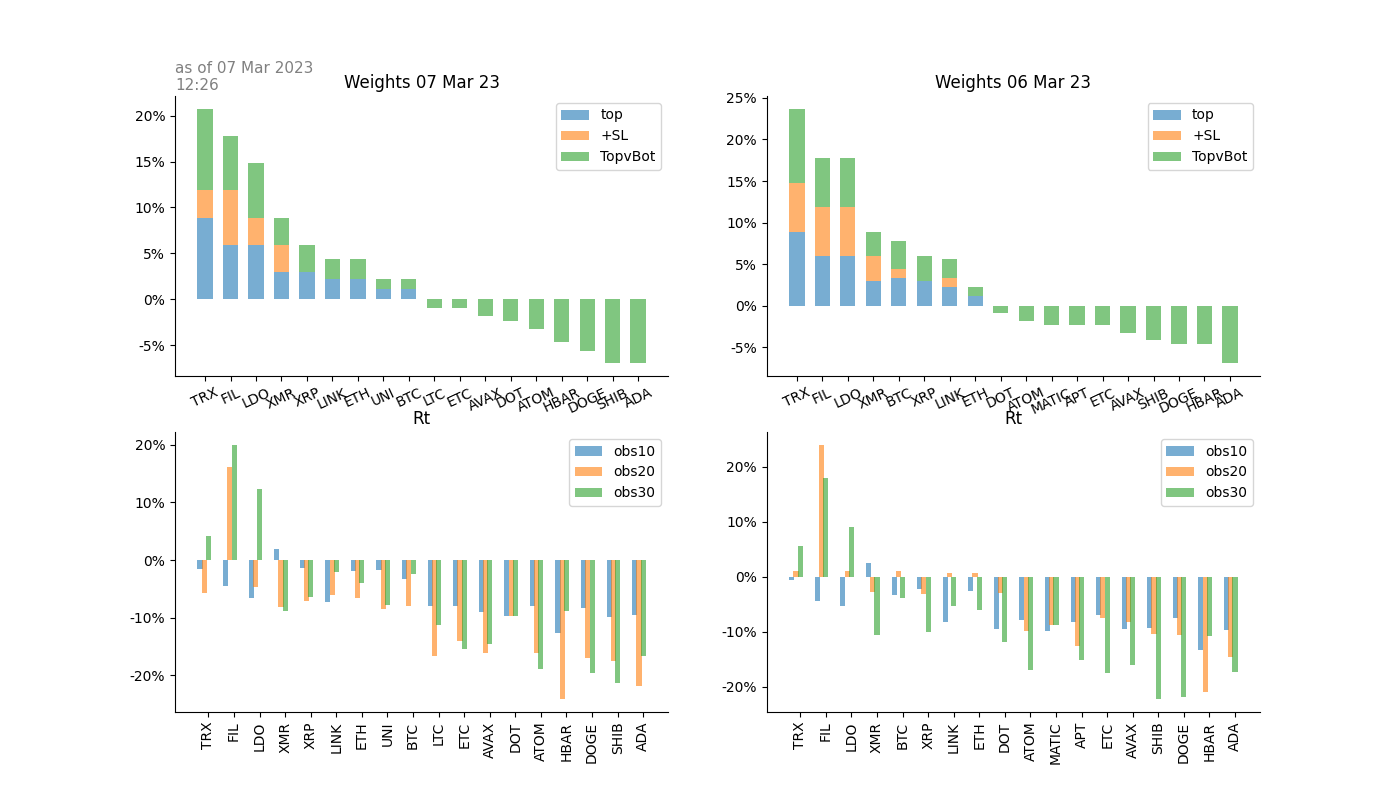 as of 07 Mar 2023
12:26
Weights 07 Mar 23
20%
15%
10%
5%
0%
-5%
top
+SL
TopvBot
TRX FIL LDO XMR XRP LINK ETH UNI BTC LTC ETC AVAX DOT ATOM HBAR DOGE SHIB ADA
Weights 06 Mar 23
25%
20%
15%
10%
5%
0%
-5%
top
+SL
TopvBot
TRX FIL LDO XMR BTC XRP LINK ETH DOT ATOM MATIC APT ETC AVAX SHIB DOGE HBAR ADA
Rt
20%
10%
0%
-10%
-20%
obs10
obs20
obs30
TRX FIL LDO XMR XRP LINK ETH UNI BTC LTC ETC AVAX DOT ATOM HBAR DOGE SHIB ADA
Rt
20%
10%
0%
-10%
-20%
obs10
obs20
obs30
TRX FIL LDO XMR BTC XRP LINK ETH DOT ATOM MATIC APT ETC AVAX SHIB DOGE HBAR ADA